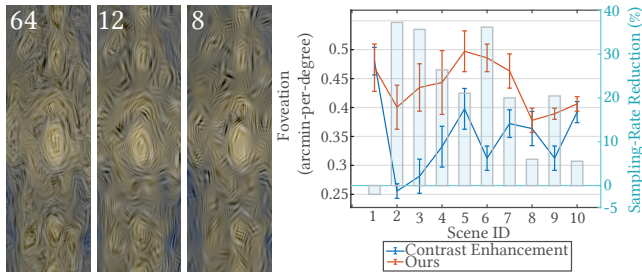 64 12 8
Foveation
(arcmin-per-degree)
0.5
0.45
0.4
0.35
0.3
0.25
1 2 3 4 5 6 7 8 9 10
Scene ID
40
30
20
10
0
-5
Sampling-Rate Reduction (%)
Contrast Enhancement
Ours